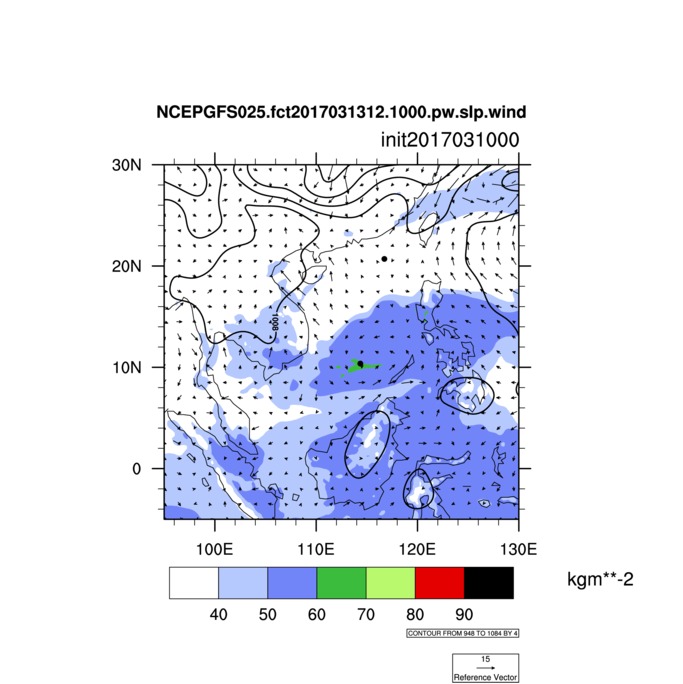 NCEPGFS025.fct2017031312.1000.pw.slp.wind
init2017031000
30N
20N
10N
0
1008
100E
110E
120E
130E
kgm**-2
40
50
60
70
80
90
CONTOUR FROM 948 TO 1084 BY 4
15
Reference Vector